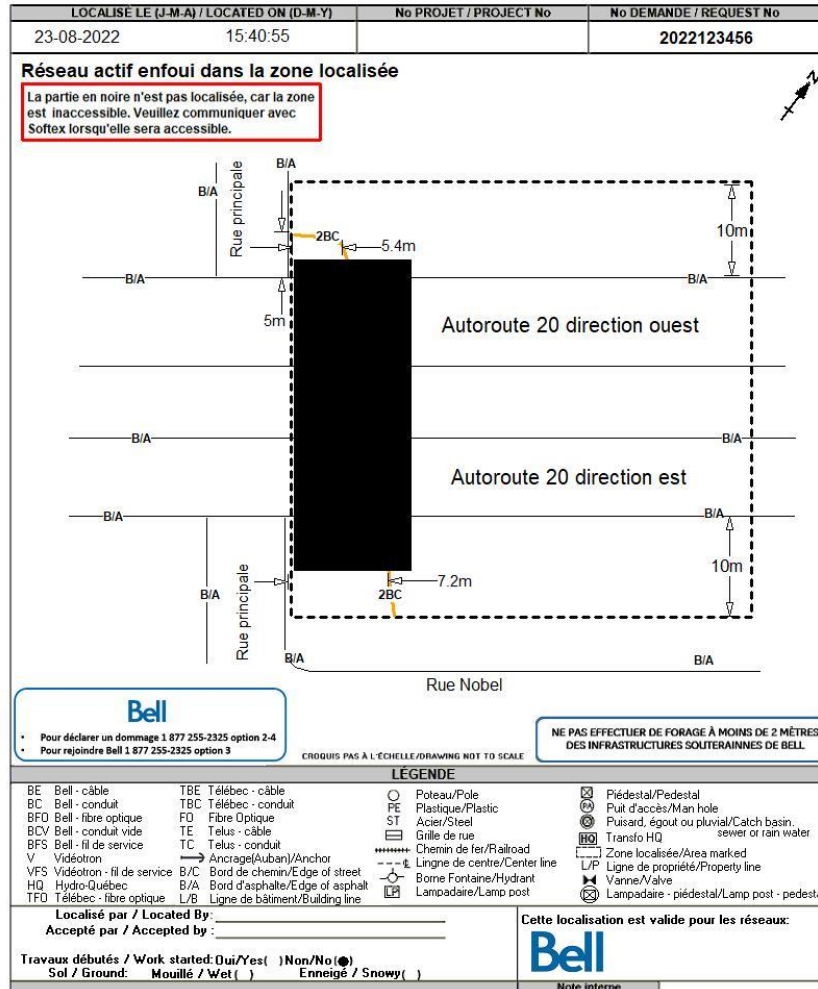 LOCALISÉ LE (J-M-A) / LOCATED ON (D-M-Y) No PROJET / PROJECT No No DEMANDE / REQUEST No
23-08-2022 15:40:55 2022123456
Réseau actif enfoui dans la zone localisée
La partie en noire n'est pas localisée, car la zone
est inaccessible. Veuillez communiquer avec
Softex lorsqu'elle sera accessible.
N
B/A
B/A
Rue principale
2BC
5.4m
10m
B/A
B/A
5m
Autoroute 20 direction ouest
B/A
B/A
Autoroute 20 direction est
B/A
B/A
10m
7.2m
2BC
B/A
Rue principale
B/A
B/A
Rue Nobel
Bell
• Pour déclarer un dommage 1 877 255-2325 option 2-4
• Pour rejoindre Bell 1 877 255-2325 option 3
CROQUIS PAS À L'ÉCHELLE/DRAWING NOT TO SCALE
NE PAS EFFECTUER DE FORAGE À MOINS DE 2 MÈTRES
DES INFRASTRUCTURES SOUTERRAINNES DE BELL
LÉGENDE
BE Bell - câble
BC Bell - conduit
BFO Bell - fibre optique
BCV Bell - conduit vide
BFS Bell - fil de service
V Vidéotron
VFS Vidéotron - fil de service
HQ Hydro-Québec
TFO Télébec - fibre optique
TBE Télébec - câble
TBC Télébec - conduit
FO Fibre Optique
TE Telus - câble
TC Telus - conduit
Ancrage(Auban)/Anchor
B/C Bord de chemin/Edge of street
B/A Bord d'asphalte/Edge of asphalt
L/B Ligne de bâtiment/Building line
Poteau/Pole
PE Plastique/Plastic
ST Acier/Steel
Grille de rue
Chemin de fer/Railroad
Lingne de centre/Center line
Borne Fontaine/Hydrant
LP Lampadaire/Lamp post
Piédestal/Pedestal
PA Puit d'accès/Man hole
Puisard, égout ou pluvial/Catch basin.
sewer or rain water
HQ Transfo HQ
Zone localisée/Area marked
L/P Ligne de propriété/Property line
Vanne/Valve
Lampadaire - piédestal/Lamp post - pedesta
Localisé par / Located By:
Accepté par / Accepted by :
Travaux débutés / Work started: Oui/Yes( ) Non/No(●)
Sol / Ground: Mouillé / Wet( ) Enneigé / Snowy( )
Cette localisation est valide pour les réseaux:
Bell
Note interne